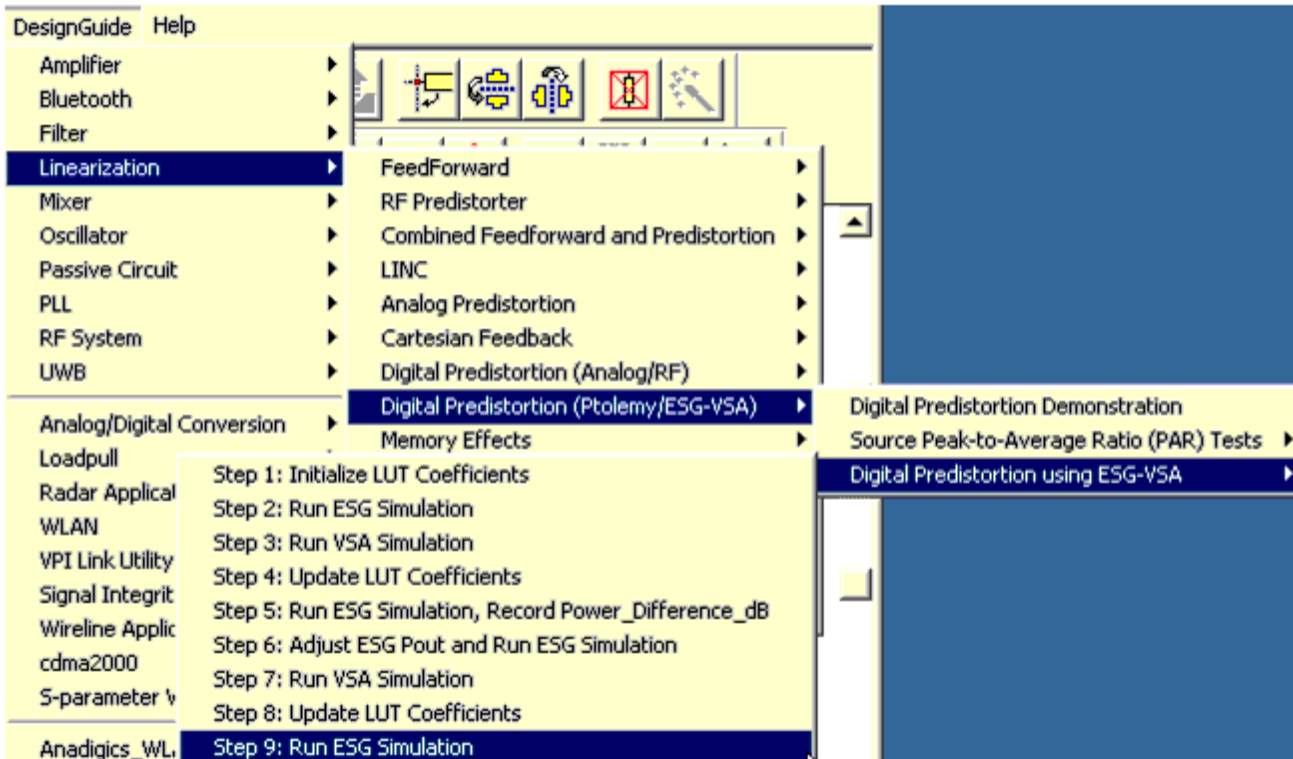 DesignGuide Help
Amplifier
Bluetooth
Filter
Linearization
Mixer
Oscillator
Passive Circuit
PLL
RF System
UWB
Analog/Digital Conversion
Loadpull
Radar
WLAN
VPI Link Utility
Signal
Wireline
cdma2000
S-parameter
FeedForward
RF Predistorter
Combined Feedforward and Predistortion
LINC
Analog Predistortion
Cartesian Feedback
Digital Predistortion (Analog/RF)
Digital Predistortion (Ptolemy/ESG-VSA)
Memory Effects
Digital Predistortion Demonstration
Source Peak-to-Average Ratio (PAR) Tests
Digital Predistortion using ESG-VSA
Step 1: Initialize LUT Coefficients
Step 2: Run ESG Simulation
Step 3: Run VSA Simulation
Step 4: Update LUT Coefficients
Step 5: Run ESG Simulation, Record Power_Difference_dB
Step 6: Adjust ESG Pout and Run ESG Simulation
Step 7: Run VSA Simulation
Step 8: Update LUT Coefficients
Step 9: Run ESG Simulation